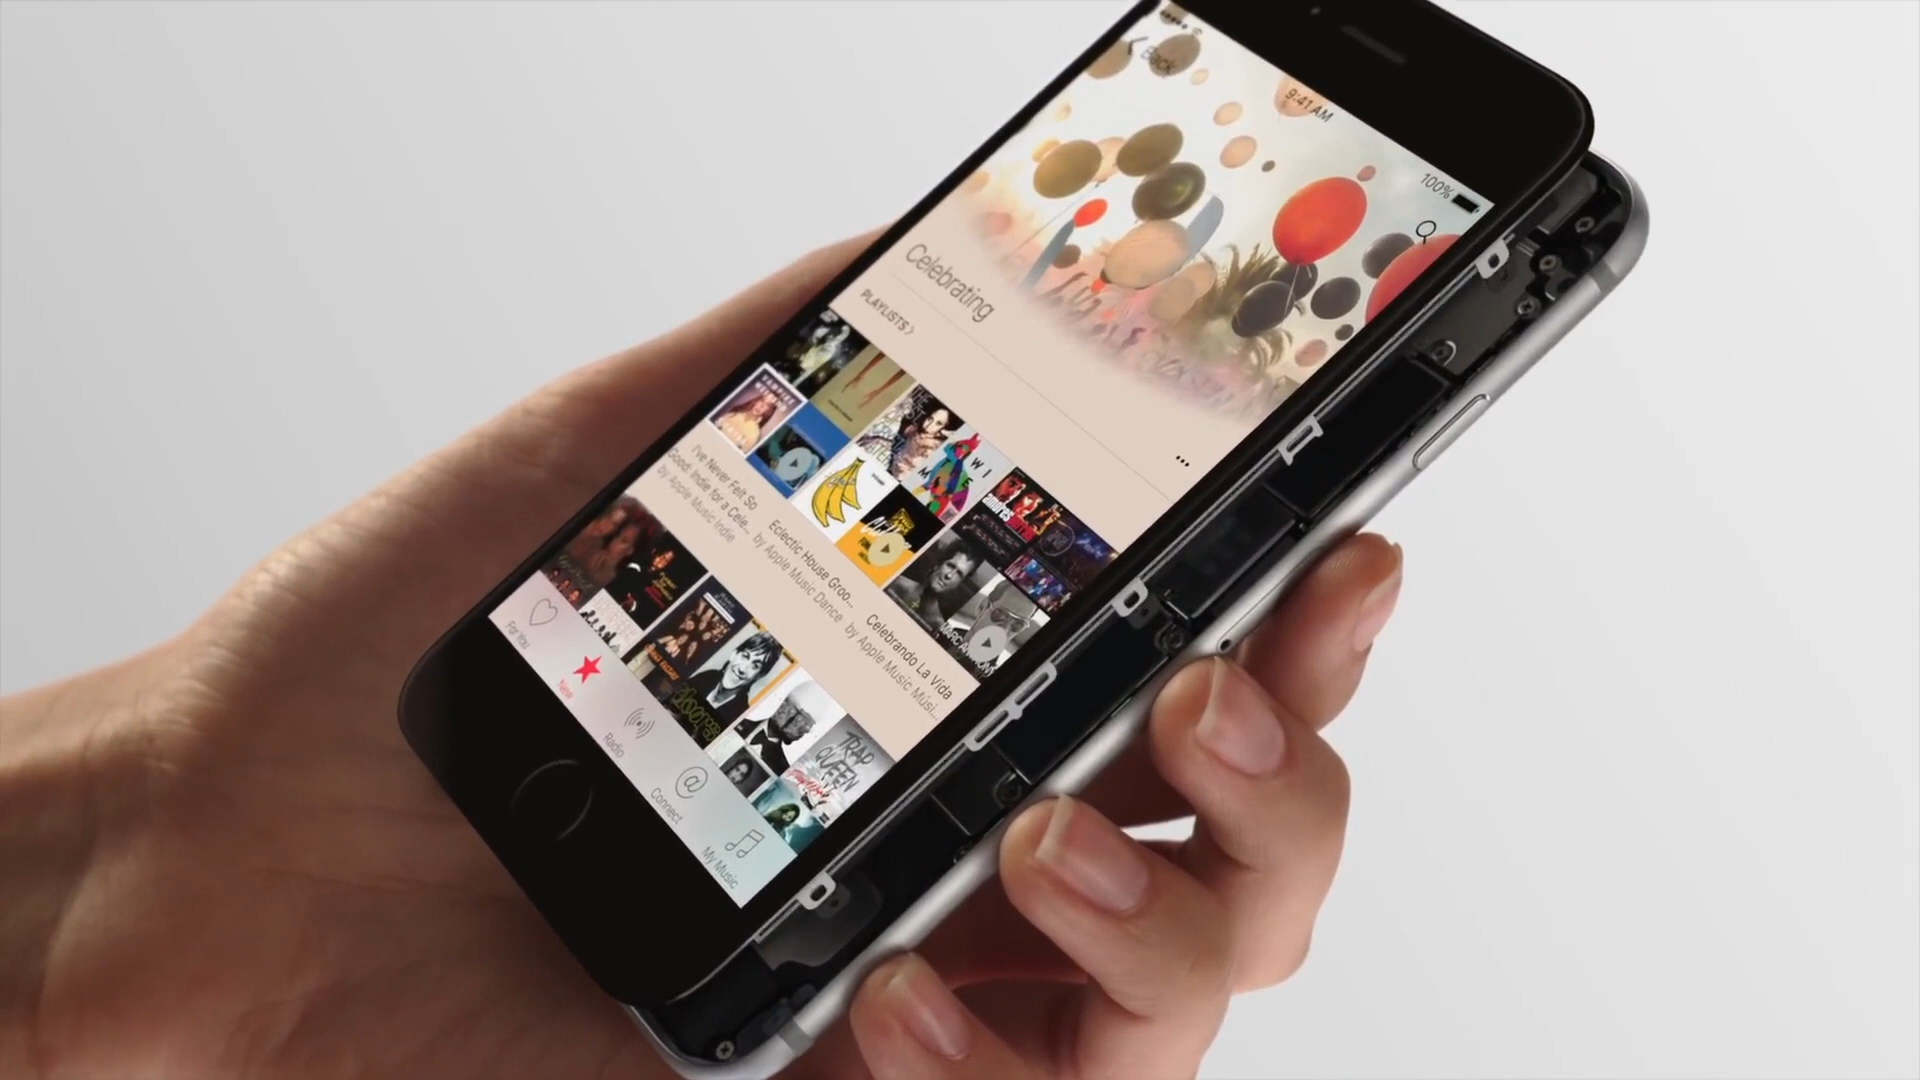 Back
9:41 AM
100%
Celebrating
PLAYLISTS >
I've Never Felt So
Good: Indie for a Cele...
by Apple Music Indie
Eclectic House Groo...
by Apple Music Dance
Celebrando La Vida
by Apple Music Músi...
TRAP
QUEEN
For You
New
Radio
@
Connect
My Music